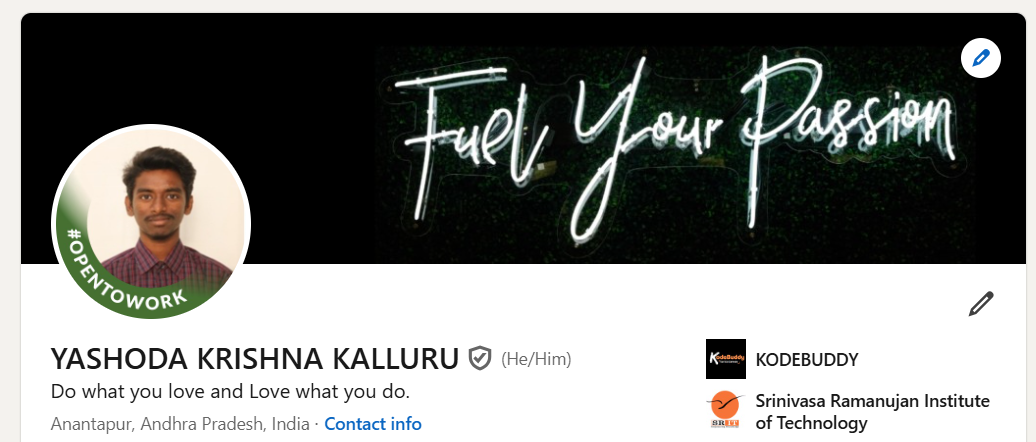 Fuel Your Passion
#OPENTOWORK
YASHODA KRISHNA KALLURU (He/Him)
Do what you love and Love what you do.
Anantapur, Andhra Pradesh, India · Contact info
KodeBuddy
KODEBUDDY
SRIT
Srinivasa Ramanujan Institute
of Technology